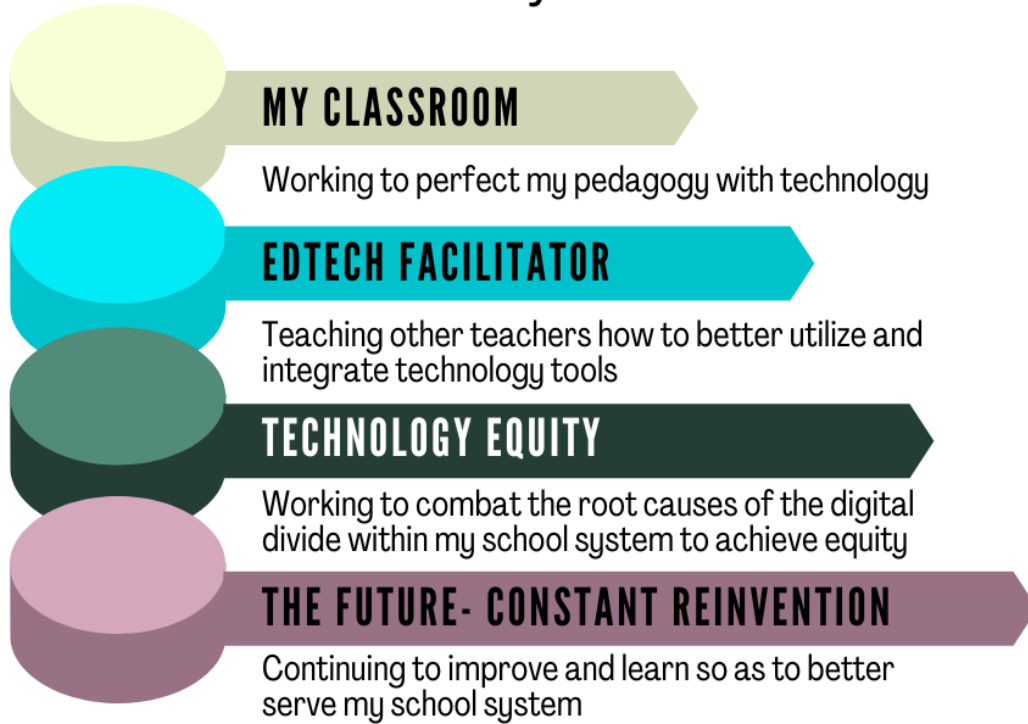 MY CLASSROOM
Working to perfect my pedagogy with technology
EDTECH FACILITATOR
Teaching other teachers how to better utilize and
integrate technology tools
TECHNOLOGY EQUITY
Working to combat the root causes of the digital
divide within my school system to achieve equity
THE FUTURE- CONSTANT REINVENTION
Continuing to improve and learn so as to better
serve my school system